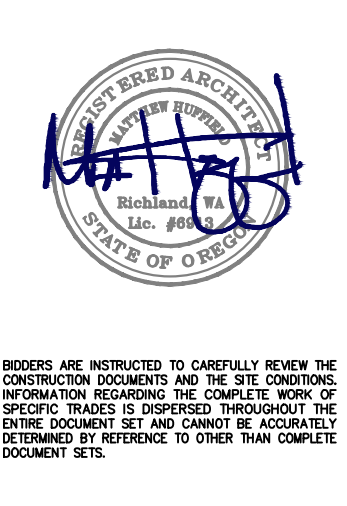 REGISTERED ARCHITECT
MATTHEW HUFFIELD
Richland, WA
Lic. #6913
STATE OF OREGON
BIDDERS ARE INSTRUCTED TO CAREFULLY REVIEW THE
CONSTRUCTION DOCUMENTS AND THE SITE CONDITIONS.
INFORMATION REGARDING THE COMPLETE WORK OF
SPECIFIC TRADES IS DISPERSED THROUGHOUT THE
ENTIRE DOCUMENT SET AND CANNOT BE ACCURATELY
DETERMINED BY REFERENCE TO OTHER THAN COMPLETE
DOCUMENT SETS.